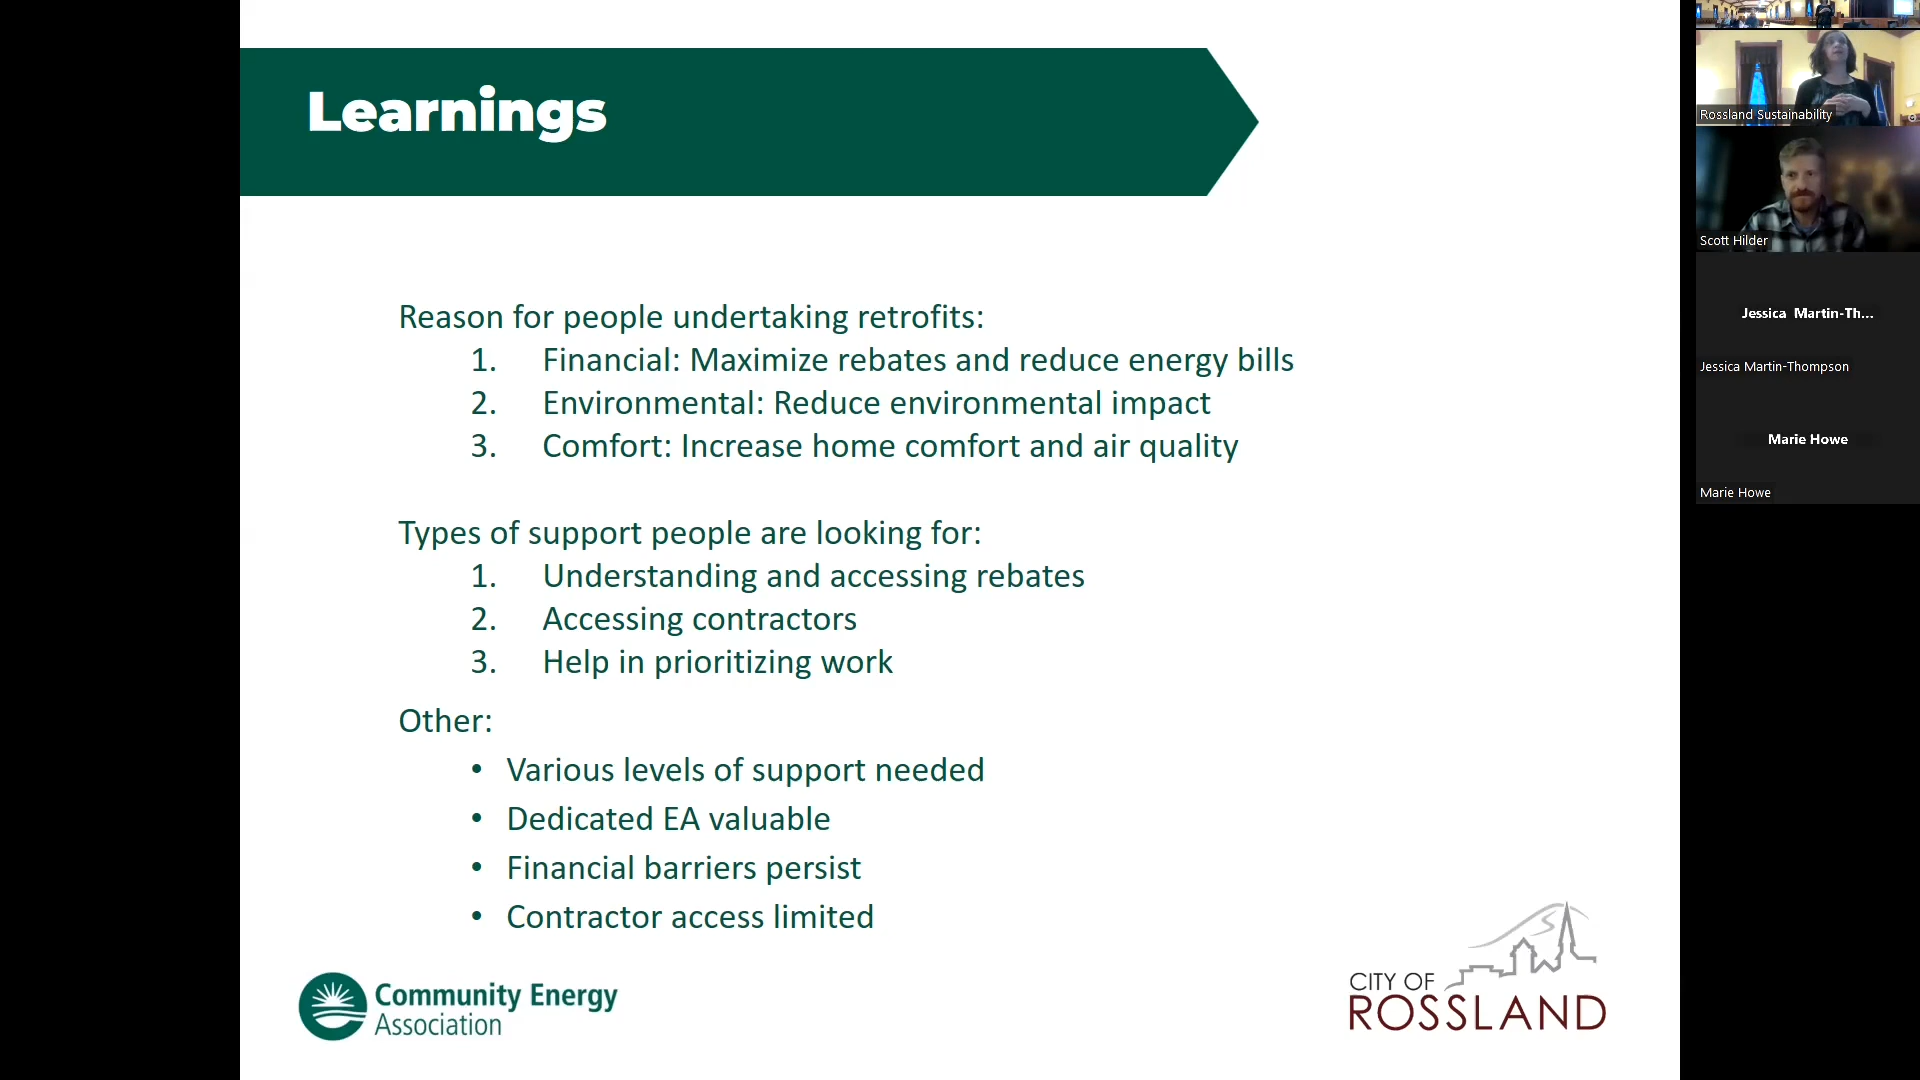 Learnings
Reason for people undertaking retrofits:
1. Financial: Maximize rebates and reduce energy bills
2. Environmental: Reduce environmental impact
3. Comfort: Increase home comfort and air quality
Types of support people are looking for:
1. Understanding and accessing rebates
2. Accessing contractors
3. Help in prioritizing work
Other:
• Various levels of support needed
• Dedicated EA valuable
• Financial barriers persist
• Contractor access limited
Community Energy
Association
CITY OF
ROSSLAND
Rossland Sustainability
Scott Hilder
Jessica Martin-Th...
Jessica Martin-Thompson
Marie Howe
Marie Howe